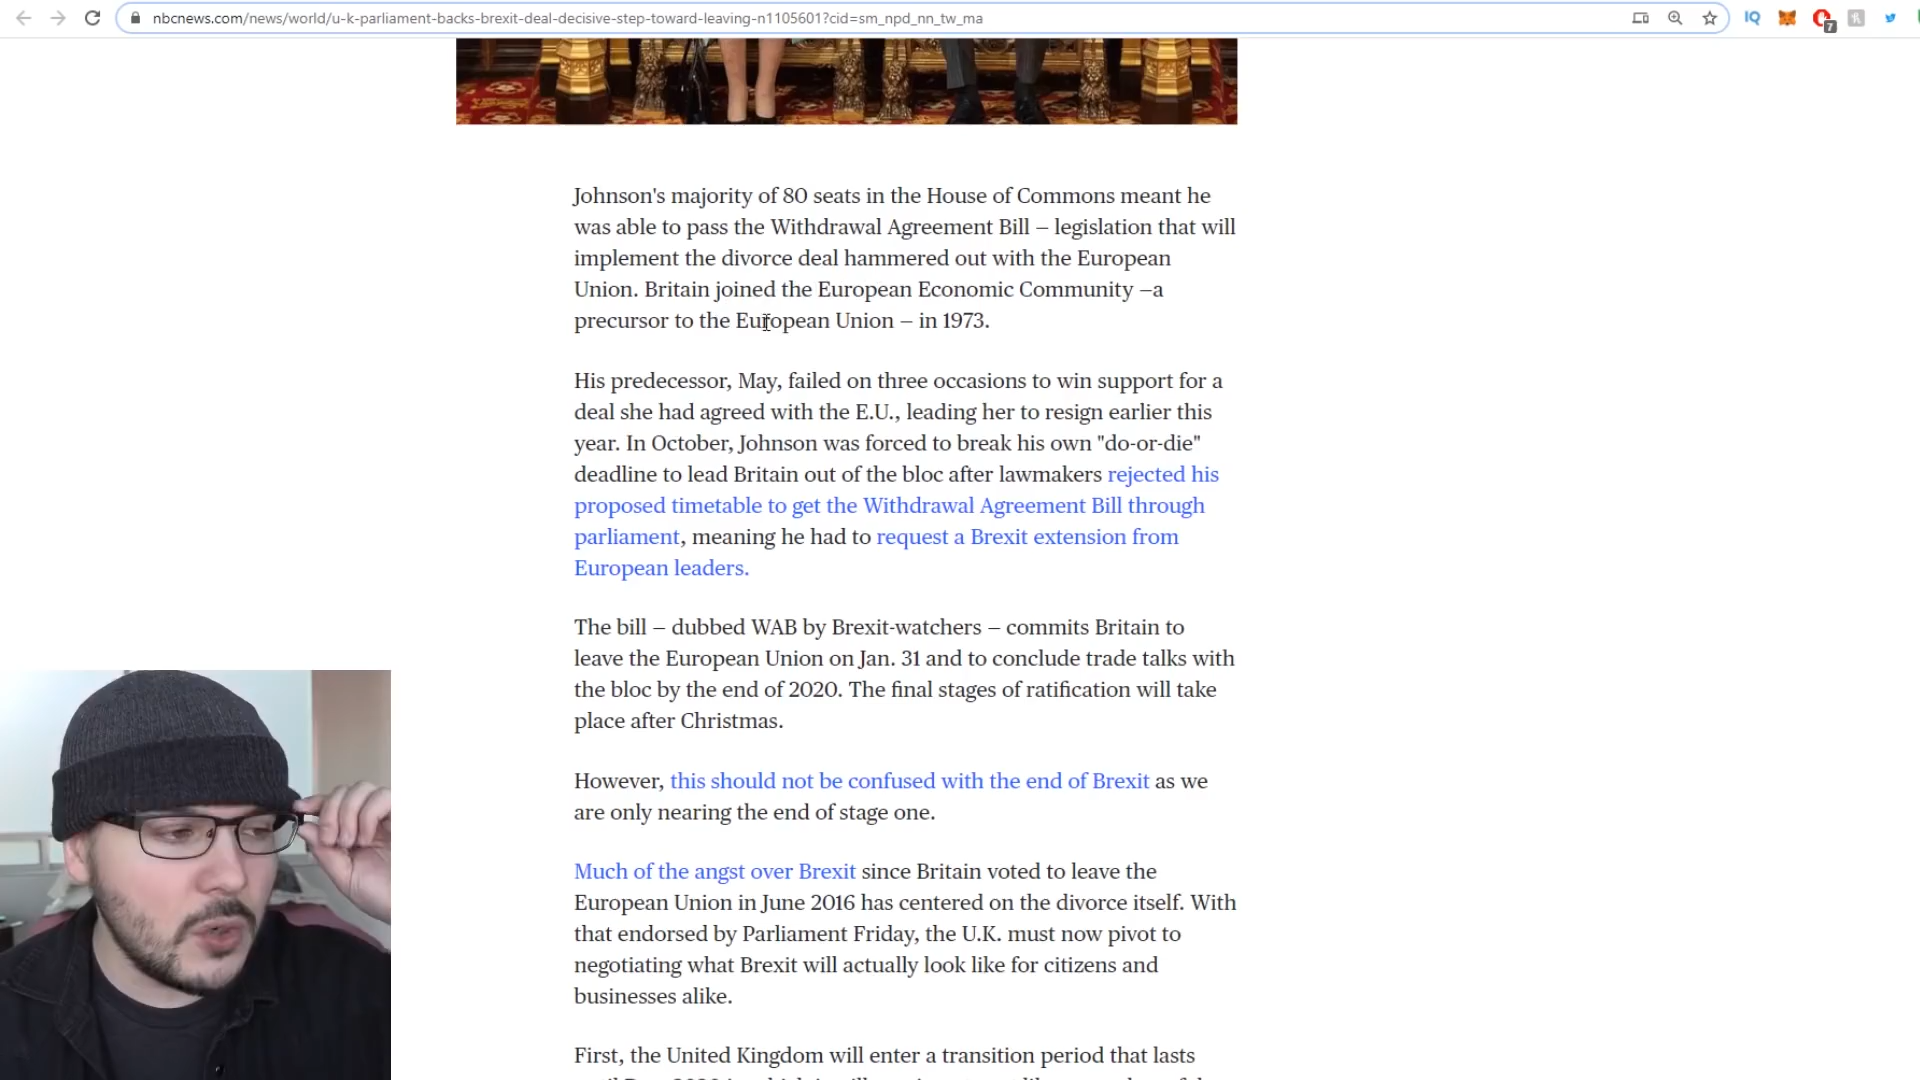 nbcnews.com/news/world/u-k-parliament-backs-brexit-deal-decisive-step-toward-leaving-n1105601?cid=sm_npd_nn_tw_ma
IQ
7
Johnson's majority of 80 seats in the House of Commons meant he
was able to pass the Withdrawal Agreement Bill – legislation that will
implement the divorce deal hammered out with the European
Union. Britain joined the European Economic Community –a
precursor to the European Union – in 1973.
His predecessor, May, failed on three occasions to win support for a
deal she had agreed with the E.U., leading her to resign earlier this
year. In October, Johnson was forced to break his own "do-or-die"
deadline to lead Britain out of the bloc after lawmakers rejected his
proposed timetable to get the Withdrawal Agreement Bill through
parliament, meaning he had to request a Brexit extension from
European leaders.
The bill – dubbed WAB by Brexit-watchers – commits Britain to
leave the European Union on Jan. 31 and to conclude trade talks with
the bloc by the end of 2020. The final stages of ratification will take
place after Christmas.
However, this should not be confused with the end of Brexit as we
are only nearing the end of stage one.
Much of the angst over Brexit since Britain voted to leave the
European Union in June 2016 has centered on the divorce itself. With
that endorsed by Parliament Friday, the U.K. must now pivot to
negotiating what Brexit will actually look like for citizens and
businesses alike.
First, the United Kingdom will enter a transition period that lasts